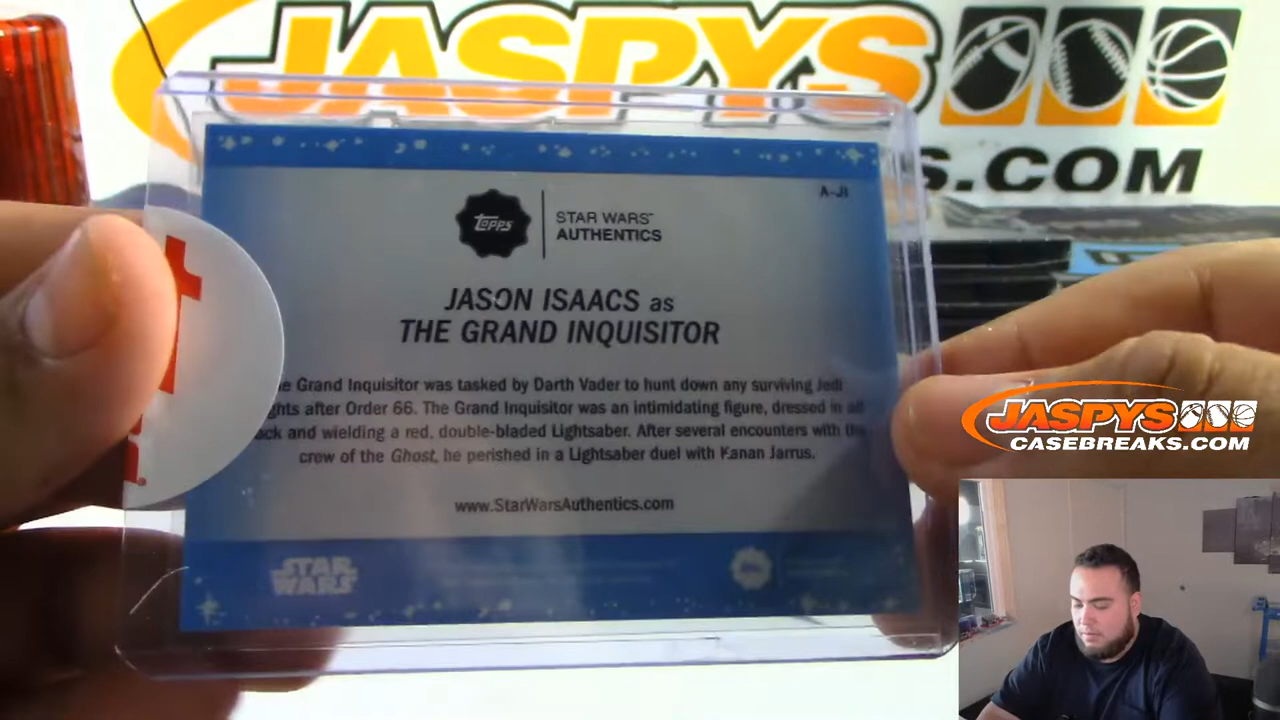 JASPYS
S.COM
A-JI
Topps
STAR WARS™
AUTHENTICS
JASON ISAACS as
THE GRAND INQUISITOR
e Grand Inquisitor was tasked by Darth Vader to hunt down any surviving Jedi
ghts after Order 66. The Grand Inquisitor was an intimidating figure, dressed in all
ack and wielding a red, double-bladed Lightsaber. After several encounters with the
crew of the Ghost, he perished in a Lightsaber duel with Kanan Jarrus.
www.StarWarsAuthentics.com
STAR
WARS
JASPYS
CASEBREAKS.COM